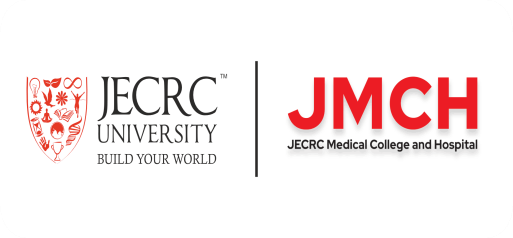 JECRC™
UNIVERSITY
BUILD YOUR WORLD
JMCH
JECRC Medical College and Hospital